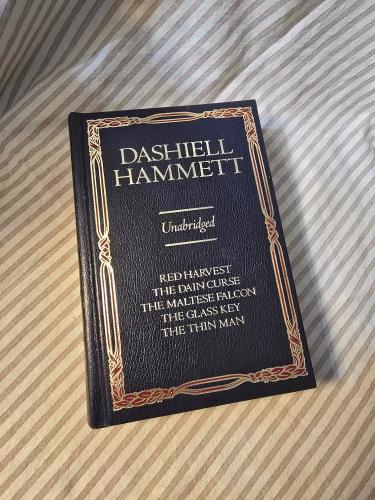 DASHIELL
HAMMETT
Unabridged
RED HARVEST
THE DAIN CURSE
THE MALTESE FALCON
THE GLASS KEY
THE THIN MAN